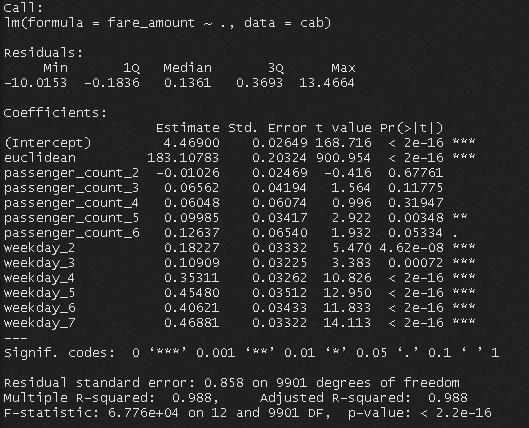 Call:
lm(formula = fare_amount ~ ., data = cab)
Residuals:
Min 1Q Median 3Q Max
-10.0153 -0.1836 0.1361 0.3693 13.4664
Coefficients:
Estimate Std. Error t value Pr(>|t|)
(Intercept) 4.46900 0.02649 168.716 < 2e-16 ***
euclidean 183.10783 0.20324 900.954 < 2e-16 ***
passenger_count_2 -0.01026 0.02469 -0.416 0.67761
passenger_count_3 0.06562 0.04194 1.564 0.11775
passenger_count_4 0.06048 0.06074 0.996 0.31947
passenger_count_5 0.09985 0.03417 2.922 0.00348 **
passenger_count_6 0.12637 0.06540 1.932 0.05334 .
weekday_2 0.18227 0.03332 5.470 4.62e-08 ***
weekday_3 0.10909 0.03225 3.383 0.00072 ***
weekday_4 0.35311 0.03262 10.826 < 2e-16 ***
weekday_5 0.45480 0.03512 12.950 < 2e-16 ***
weekday_6 0.40621 0.03433 11.833 < 2e-16 ***
weekday_7 0.46881 0.03322 14.113 < 2e-16 ***
---
Signif. codes: 0 ‘***’ 0.001 ‘**’ 0.01 ‘*’ 0.05 ‘.’ 0.1 ‘ ’ 1
Residual standard error: 0.858 on 9901 degrees of freedom
Multiple R-squared: 0.988, Adjusted R-squared: 0.988
F-statistic: 6.776e+04 on 12 and 9901 DF, p-value: < 2.2e-16